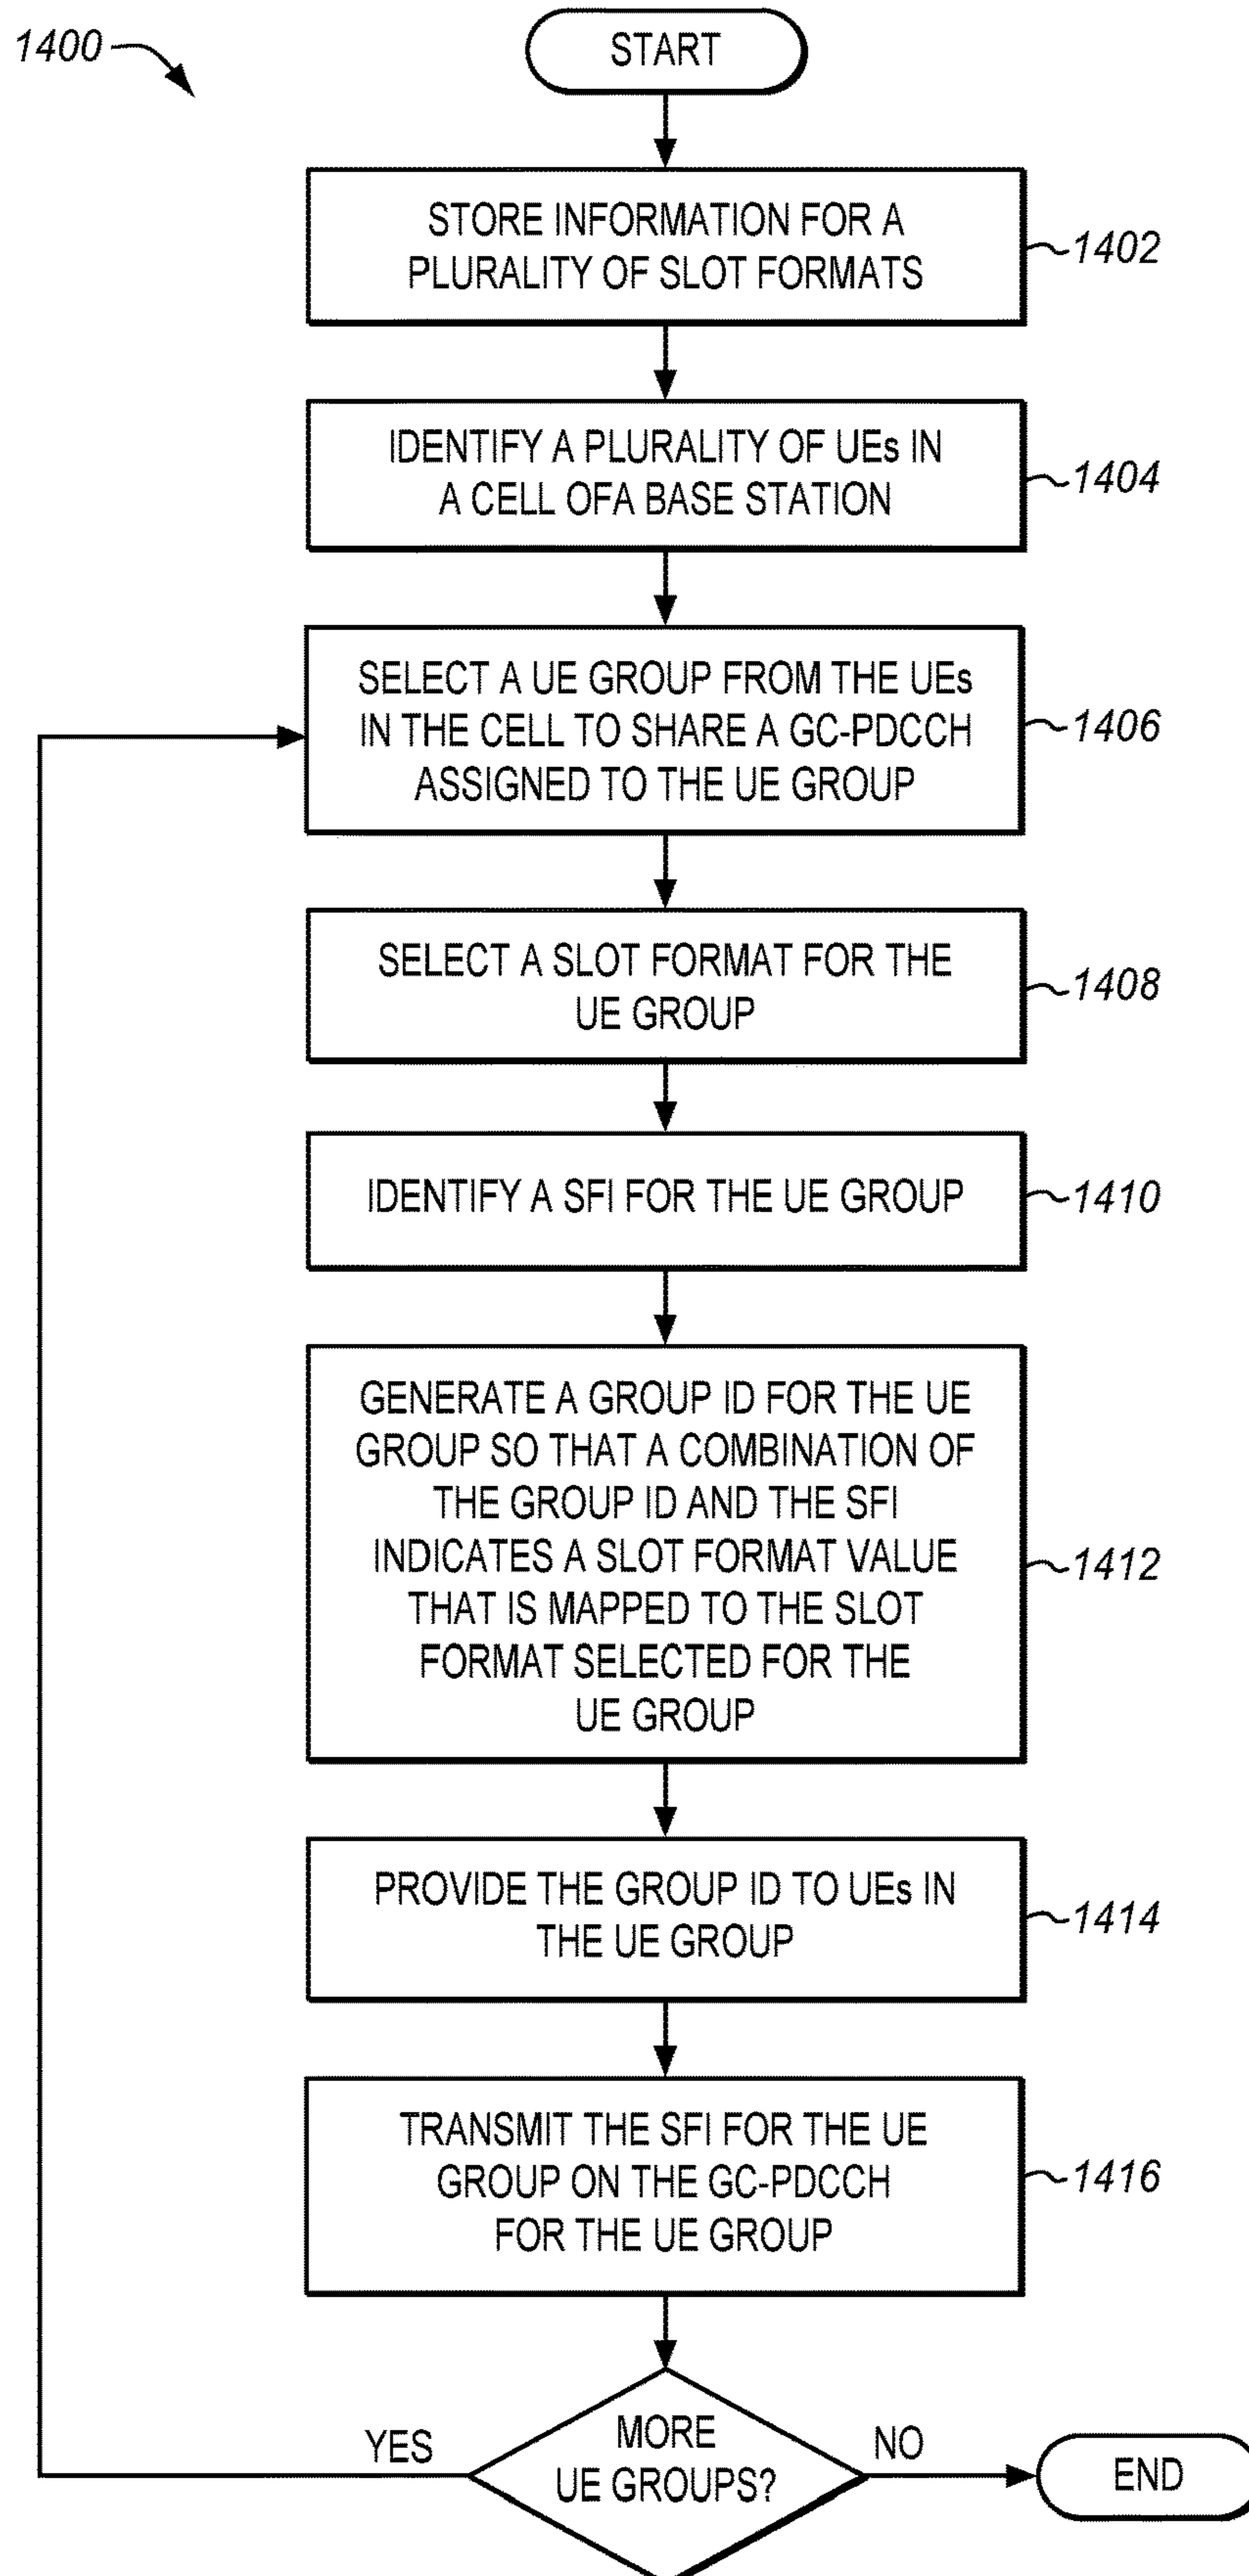 1400
START
STORE INFORMATION FOR A
PLURALITY OF SLOT FORMATS
1402
IDENTIFY A PLURALITY OF UEs IN
A CELL OFA BASE STATION
1404
SELECT A UE GROUP FROM THE UEs
IN THE CELL TO SHARE A GC-PDCCH
ASSIGNED TO THE UE GROUP
1406
SELECT A SLOT FORMAT FOR THE
UE GROUP
1408
IDENTIFY A SFI FOR THE UE GROUP
1410
GENERATE A GROUP ID FOR THE UE
GROUP SO THAT A COMBINATION OF
THE GROUP ID AND THE SFI
INDICATES A SLOT FORMAT VALUE
THAT IS MAPPED TO THE SLOT
FORMAT SELECTED FOR THE
UE GROUP
1412
PROVIDE THE GROUP ID TO UEs IN
THE UE GROUP
1414
TRANSMIT THE SFI FOR THE UE
GROUP ON THE GC-PDCCH
FOR THE UE GROUP
1416
YES
MORE
UE GROUPS?
NO
END